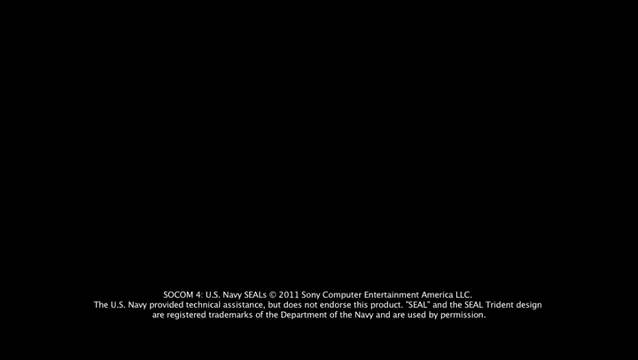 SOCOM 4: U.S. Navy SEALs © 2011 Sony Computer Entertainment America LLC.
The U.S. Navy provided technical assistance, but does not endorse this product. "SEAL" and the SEAL Trident design
are registered trademarks of the Department of the Navy and are used by permission.